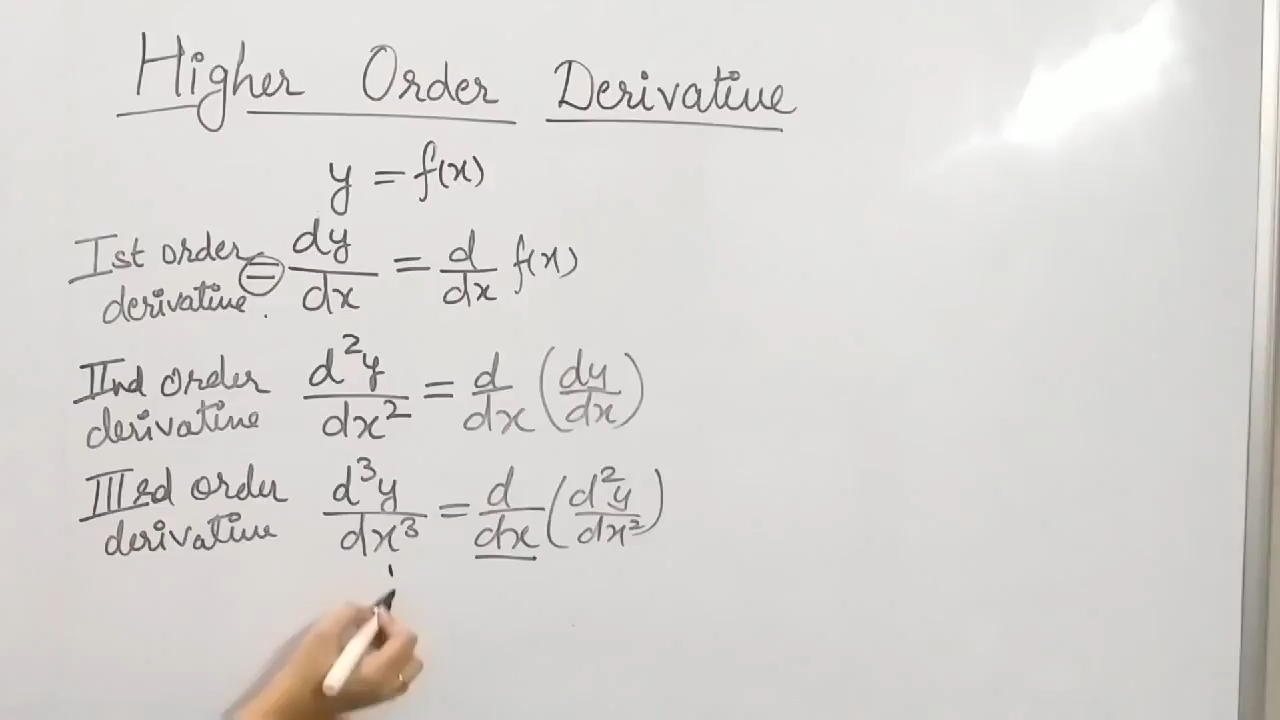 Higher Order Derivative
y = f(x)
Ist order derivative. = dy/dx = d/dx f(x)
IInd order derivative d²y/dx² = d/dx (dy/dx)
IIIrd order derivative d³y/dx³ = d/dx (d²y/dx²)